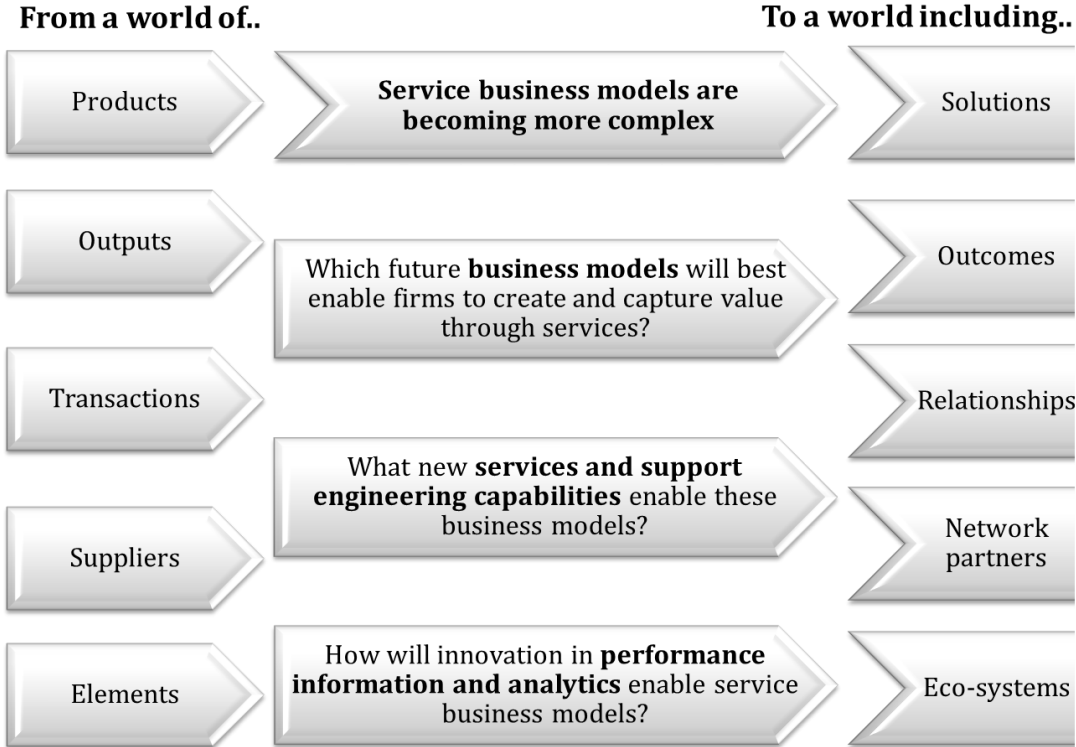 From a world of..
To a world including..
Products
Service business models are
becoming more complex
Solutions
Outputs
Which future business models will best
enable firms to create and capture value
through services?
Outcomes
Transactions
Relationships
What new services and support
engineering capabilities enable these
business models?
Suppliers
Network
partners
Elements
How will innovation in performance
information and analytics enable service
business models?
Eco-systems